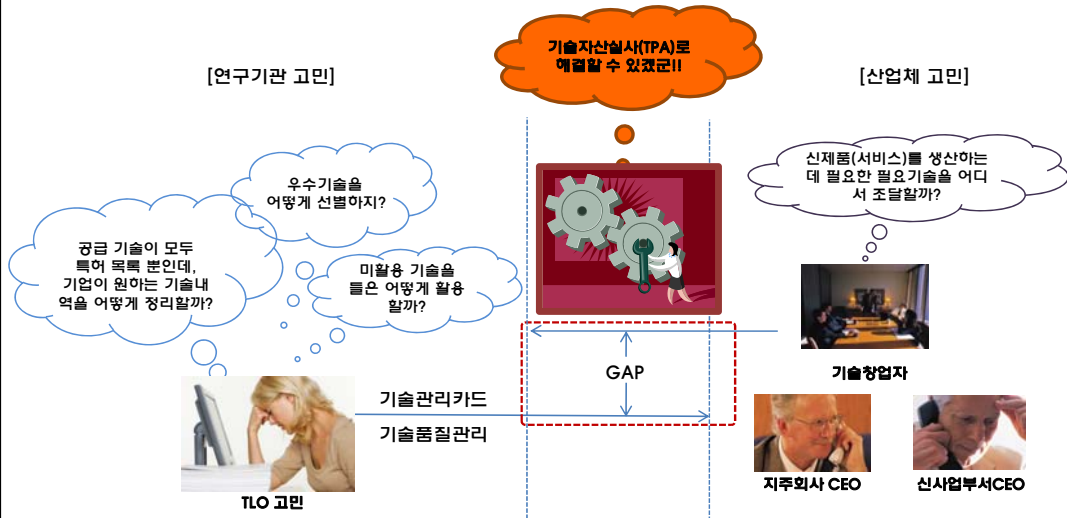 기술자산실사(TPA)로
해결할 수 있겠군!!
[연구기관 고민]
[산업체 고민]
우수기술을
어떻게 선별하지?
신제품(서비스)를 생산하는
데 필요한 필요기술을 어디
서 조달할까?
공급 기술이 모두
특허 목록 뿐인데,
기업이 원하는 기술내
역을 어떻게 정리할까?
미활용 기술을
들은 어떻게 활용
할까?
GAP
기술창업자
기술관리카드
기술품질관리
TLO 고민
지주회사 CEO
신사업부서CEO